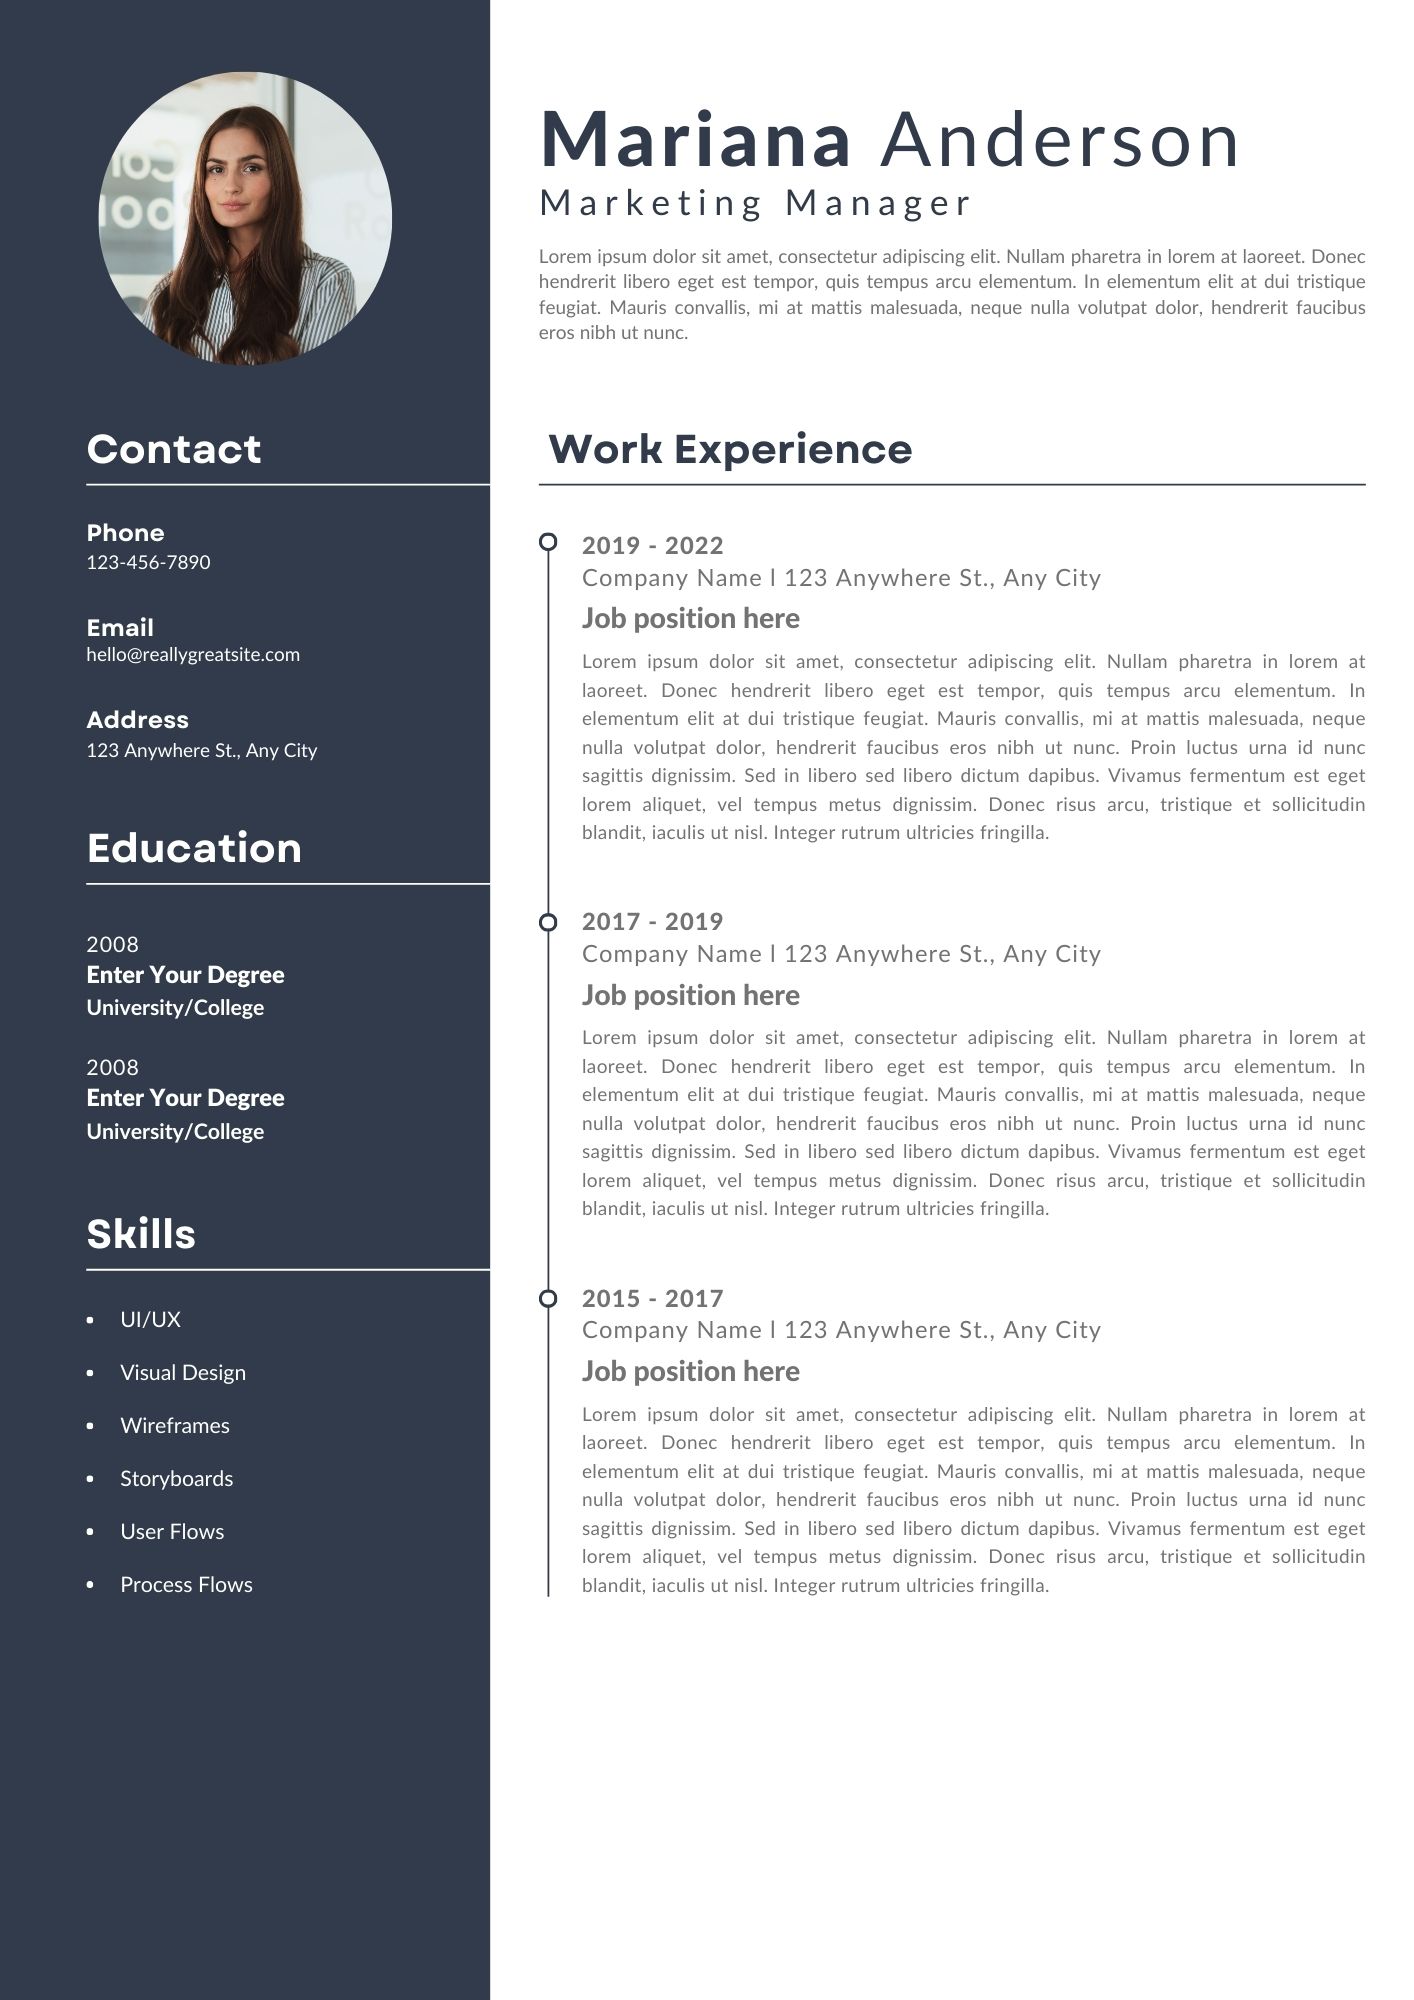 Mariana Anderson
Marketing Manager
Lorem ipsum dolor sit amet, consectetur adipiscing elit. Nullam pharetra in lorem at laoreet. Donec
hendrerit libero eget est tempor, quis tempus arcu elementum. In elementum elit at dui tristique
feugiat. Mauris convallis, mi at mattis malesuada, neque nulla volutpat dolor, hendrerit faucibus
eros nibh ut nunc.
Contact
Phone
123-456-7890
Email
hello@reallygreatsite.com
Address
123 Anywhere St., Any City
Education
2008
Enter Your Degree
University/College
2008
Enter Your Degree
University/College
Skills
• UI/UX
• Visual Design
• Wireframes
• Storyboards
• User Flows
• Process Flows
Work Experience
2019 - 2022
Company Name l 123 Anywhere St., Any City
Job position here
Lorem ipsum dolor sit amet, consectetur adipiscing elit. Nullam pharetra in lorem at
laoreet. Donec hendrerit libero eget est tempor, quis tempus arcu elementum. In
elementum elit at dui tristique feugiat. Mauris convallis, mi at mattis malesuada, neque
nulla volutpat dolor, hendrerit faucibus eros nibh ut nunc. Proin luctus urna id nunc
sagittis dignissim. Sed in libero sed libero dictum dapibus. Vivamus fermentum est eget
lorem aliquet, vel tempus metus dignissim. Donec risus arcu, tristique et sollicitudin
blandit, iaculis ut nisl. Integer rutrum ultricies fringilla.
2017 - 2019
Company Name l 123 Anywhere St., Any City
Job position here
Lorem ipsum dolor sit amet, consectetur adipiscing elit. Nullam pharetra in lorem at
laoreet. Donec hendrerit libero eget est tempor, quis tempus arcu elementum. In
elementum elit at dui tristique feugiat. Mauris convallis, mi at mattis malesuada, neque
nulla volutpat dolor, hendrerit faucibus eros nibh ut nunc. Proin luctus urna id nunc
sagittis dignissim. Sed in libero sed libero dictum dapibus. Vivamus fermentum est eget
lorem aliquet, vel tempus metus dignissim. Donec risus arcu, tristique et sollicitudin
blandit, iaculis ut nisl. Integer rutrum ultricies fringilla.
2015 - 2017
Company Name l 123 Anywhere St., Any City
Job position here
Lorem ipsum dolor sit amet, consectetur adipiscing elit. Nullam pharetra in lorem at
laoreet. Donec hendrerit libero eget est tempor, quis tempus arcu elementum. In
elementum elit at dui tristique feugiat. Mauris convallis, mi at mattis malesuada, neque
nulla volutpat dolor, hendrerit faucibus eros nibh ut nunc. Proin luctus urna id nunc
sagittis dignissim. Sed in libero sed libero dictum dapibus. Vivamus fermentum est eget
lorem aliquet, vel tempus metus dignissim. Donec risus arcu, tristique et sollicitudin
blandit, iaculis ut nisl. Integer rutrum ultricies fringilla.